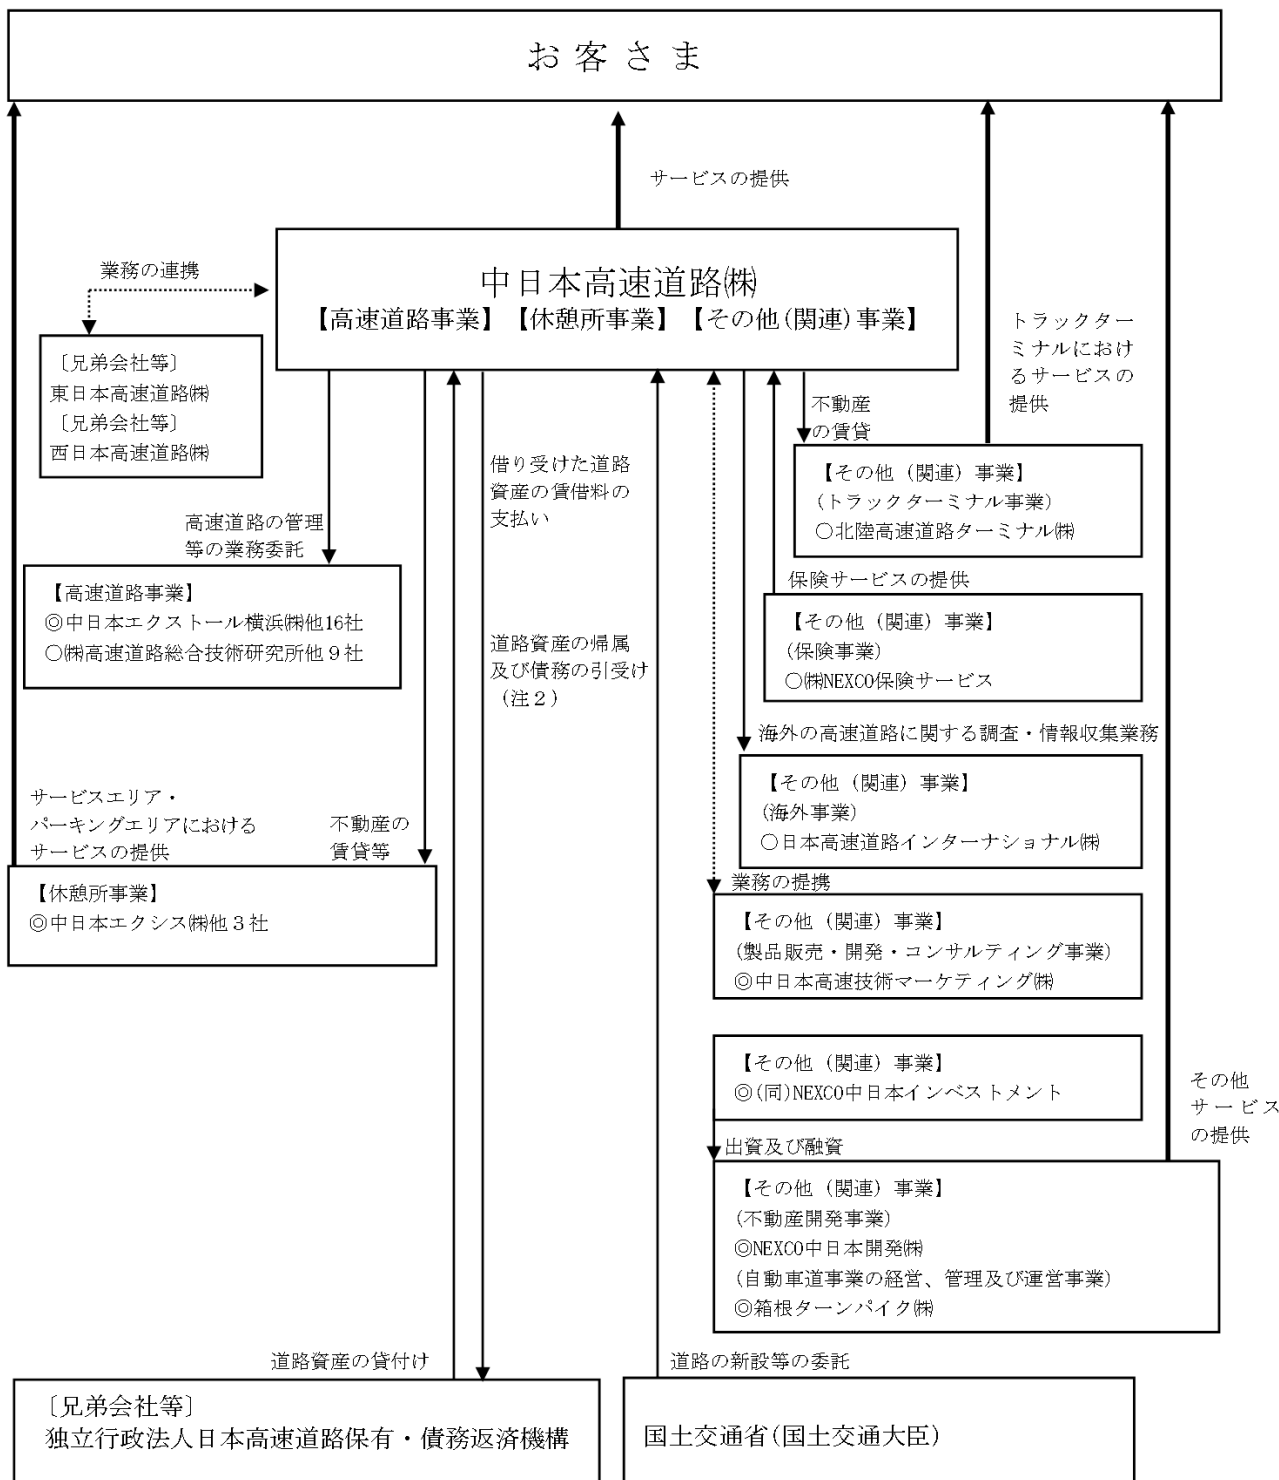 お客さま
サービスの提供
業務の連携
中日本高速道路㈱
【高速道路事業】【休憩所事業】【その他(関連)事業】
〔兄弟会社等〕
東日本高速道路㈱
〔兄弟会社等〕
西日本高速道路㈱
トラックター
ミナルにおけ
るサービスの
提供
不動産
の賃貸
借り受けた道路
資産の賃借料の
支払い
【その他（関連）事業】
(トラックターミナル事業)
○北陸高速道路ターミナル㈱
高速道路の管理
等の業務委託
【高速道路事業】
◎中日本エクストール横浜㈱他16社
○㈱高速道路総合技術研究所他９社
保険サービスの提供
【その他（関連）事業】
(保険事業)
○㈱NEXCO保険サービス
道路資産の帰属
及び債務の引受け
（注２）
海外の高速道路に関する調査・情報収集業務
【その他（関連）事業】
(海外事業)
○日本高速道路インターナショナル㈱
サービスエリア・
パーキングエリアにおける
サービスの提供
不動産の
賃貸等
【休憩所事業】
◎中日本エクシス㈱他３社
業務の提携
【その他（関連）事業】
(製品販売・開発・コンサルティング事業)
◎中日本高速技術マーケティング㈱
【その他（関連）事業】
◎(同)NEXCO中日本インベストメント
その他
サービス
の提供
出資及び融資
【その他（関連）事業】
(不動産開発事業)
◎NEXCO中日本開発㈱
(自動車道事業の経営、管理及び運営事業)
◎箱根ターンパイク㈱
道路資産の貸付け
道路の新設等の委託
〔兄弟会社等〕
独立行政法人日本高速道路保有・債務返済機構
国土交通省(国土交通大臣)